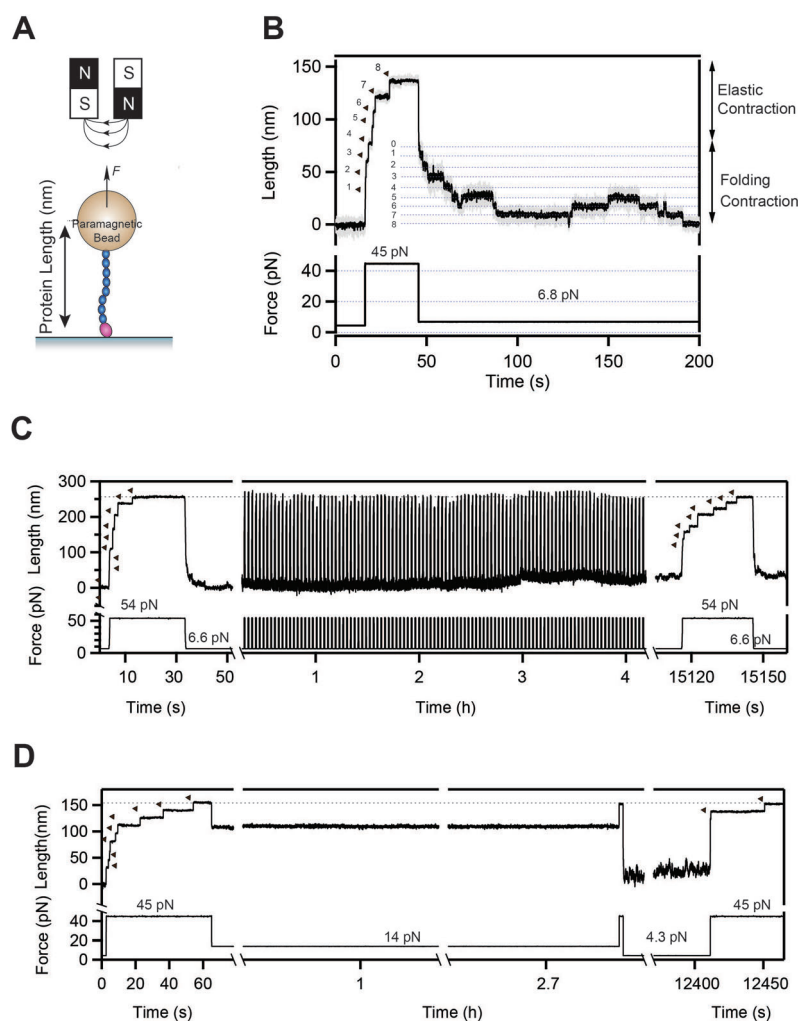 A
N
S
S
N
F
Paramagnetic
Bead
Protein Length (nm)
B
150
100
50
0
Length (nm)
1
2
3
4
5
6
7
8
0
1
2
3
4
5
6
7
8
Elastic
Contraction
Folding
Contraction
45 pN
6.8 pN
40
20
0
Force (pN)
0
50
100
150
200
Time (s)
C
300
200
100
0
Length (nm)
54 pN
6.6 pN
54 pN
6.6 pN
50
0
Force (pN)
10
30
50
1
2
3
4
15120
15150
Time (s)
Time (h)
Time (s)
D
150
100
50
0
Length(nm)
45 pN
14 pN
4.3 pN
45 pN
40
20
0
Force (pN)
0
20
40
60
1
2.7
12400
12450
Time (s)
Time (h)
Time (s)